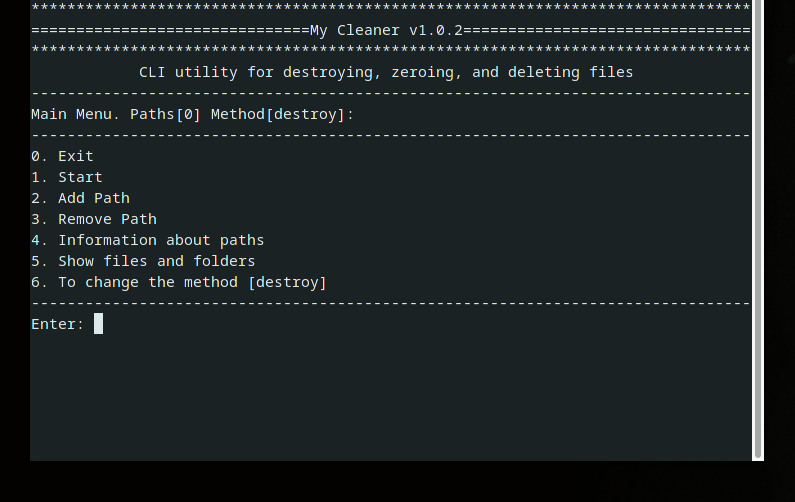 ********************************************************************************
===============================My Cleaner v1.0.2================================
********************************************************************************
CLI utility for destroying, zeroing, and deleting files
--------------------------------------------------------------------------------
Main Menu. Paths[0] Method[destroy]:
--------------------------------------------------------------------------------
0. Exit
1. Start
2. Add Path
3. Remove Path
4. Information about paths
5. Show files and folders
6. To change the method [destroy]
--------------------------------------------------------------------------------
Enter: